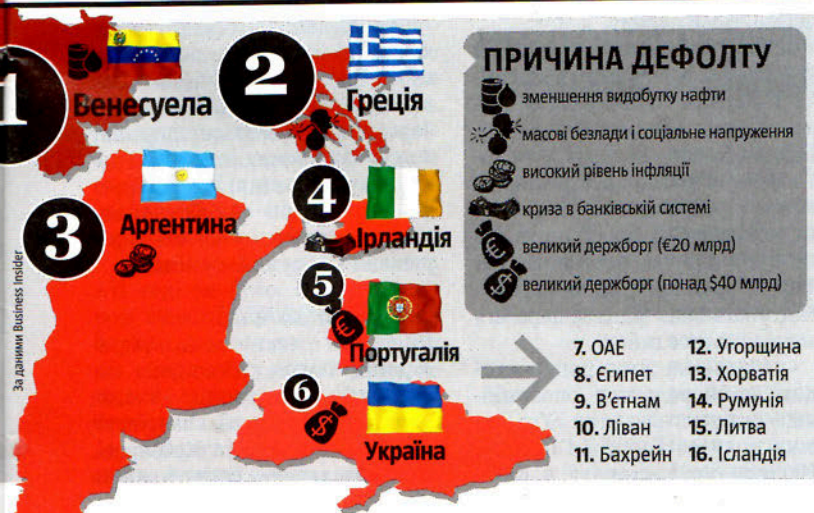 1
Венесуела
2
Греція
3
Аргентина
4
Ірландія
5
Португалія
6
Україна
ПРИЧИНА ДЕФОЛТУ
зменшення видобутку нафти
масові безлади і соціальне напруження
високий рівень інфляції
криза в банківській системі
великий держборг (€20 млрд)
великий держборг (понад $40 млрд)
7. ОАЕ
8. Єгипет
9. В'єтнам
10. Ліван
11. Бахрейн
12. Угорщина
13. Хорватія
14. Румунія
15. Литва
16. Ісландія
За даними Business Insider